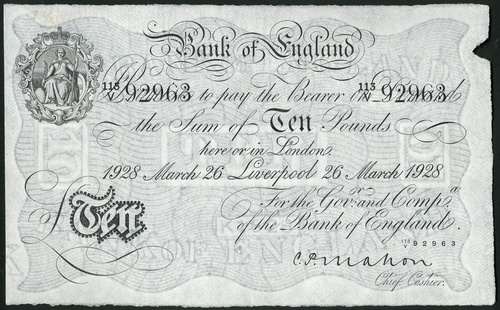 Bank of England
113/V 92963 113/V 92963
I Promise to pay the Bearer on Demand
the Sum of Ten Pounds
here or in London.
1928 March 26 Liverpool 26 March 1928
For the Govr. and Compa.
of the Bank of England.
£Ten
113/V 92963
C.P. Mahon
Chief Cashier.